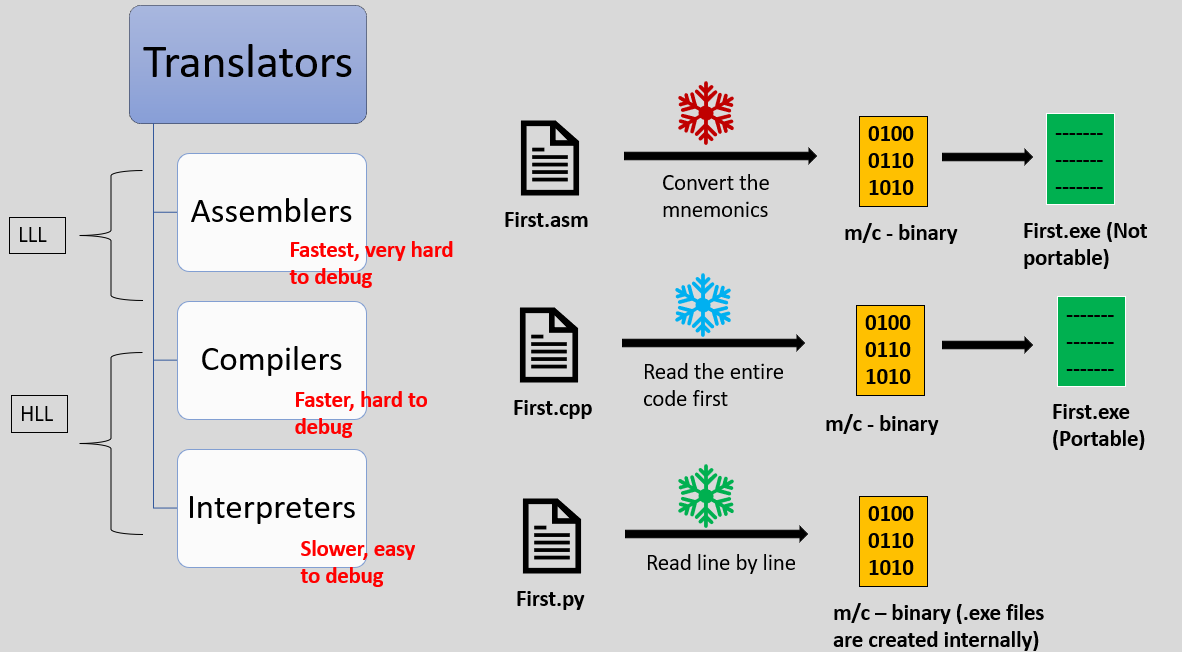 Translators
LLL
Assemblers
Fastest, very hard
to debug
HLL
Compilers
Faster, hard to
debug
Interpreters
Slower, easy
to debug
First.asm
Convert the
mnemonics
0100
0110
1010
m/c - binary
-------
-------
-------
First.exe (Not
portable)
First.cpp
Read the entire
code first
0100
0110
1010
m/c - binary
-------
-------
-------
First.exe
(Portable)
First.py
Read line by line
0100
0110
1010
m/c – binary (.exe files
are created internally)